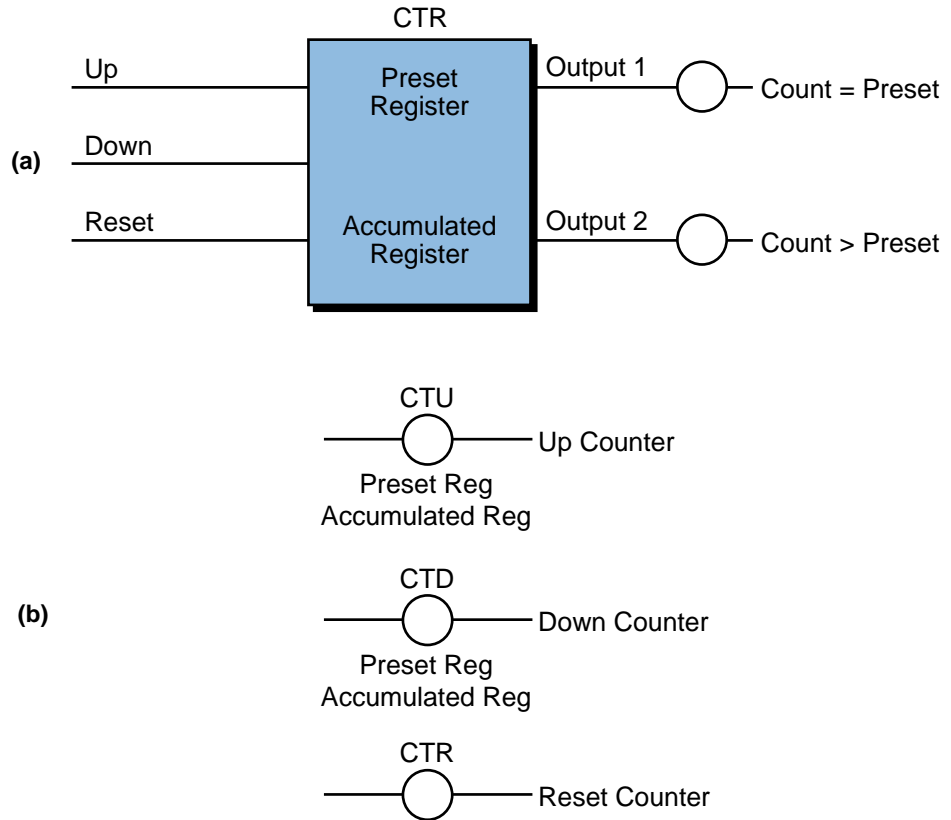 CTR
Up
Preset
Register
Output 1
Count = Preset
(a)
Down
Reset
Accumulated
Register
Output 2
Count > Preset
CTU
Up Counter
Preset Reg
Accumulated Reg
(b)
CTD
Down Counter
Preset Reg
Accumulated Reg
CTR
Reset Counter